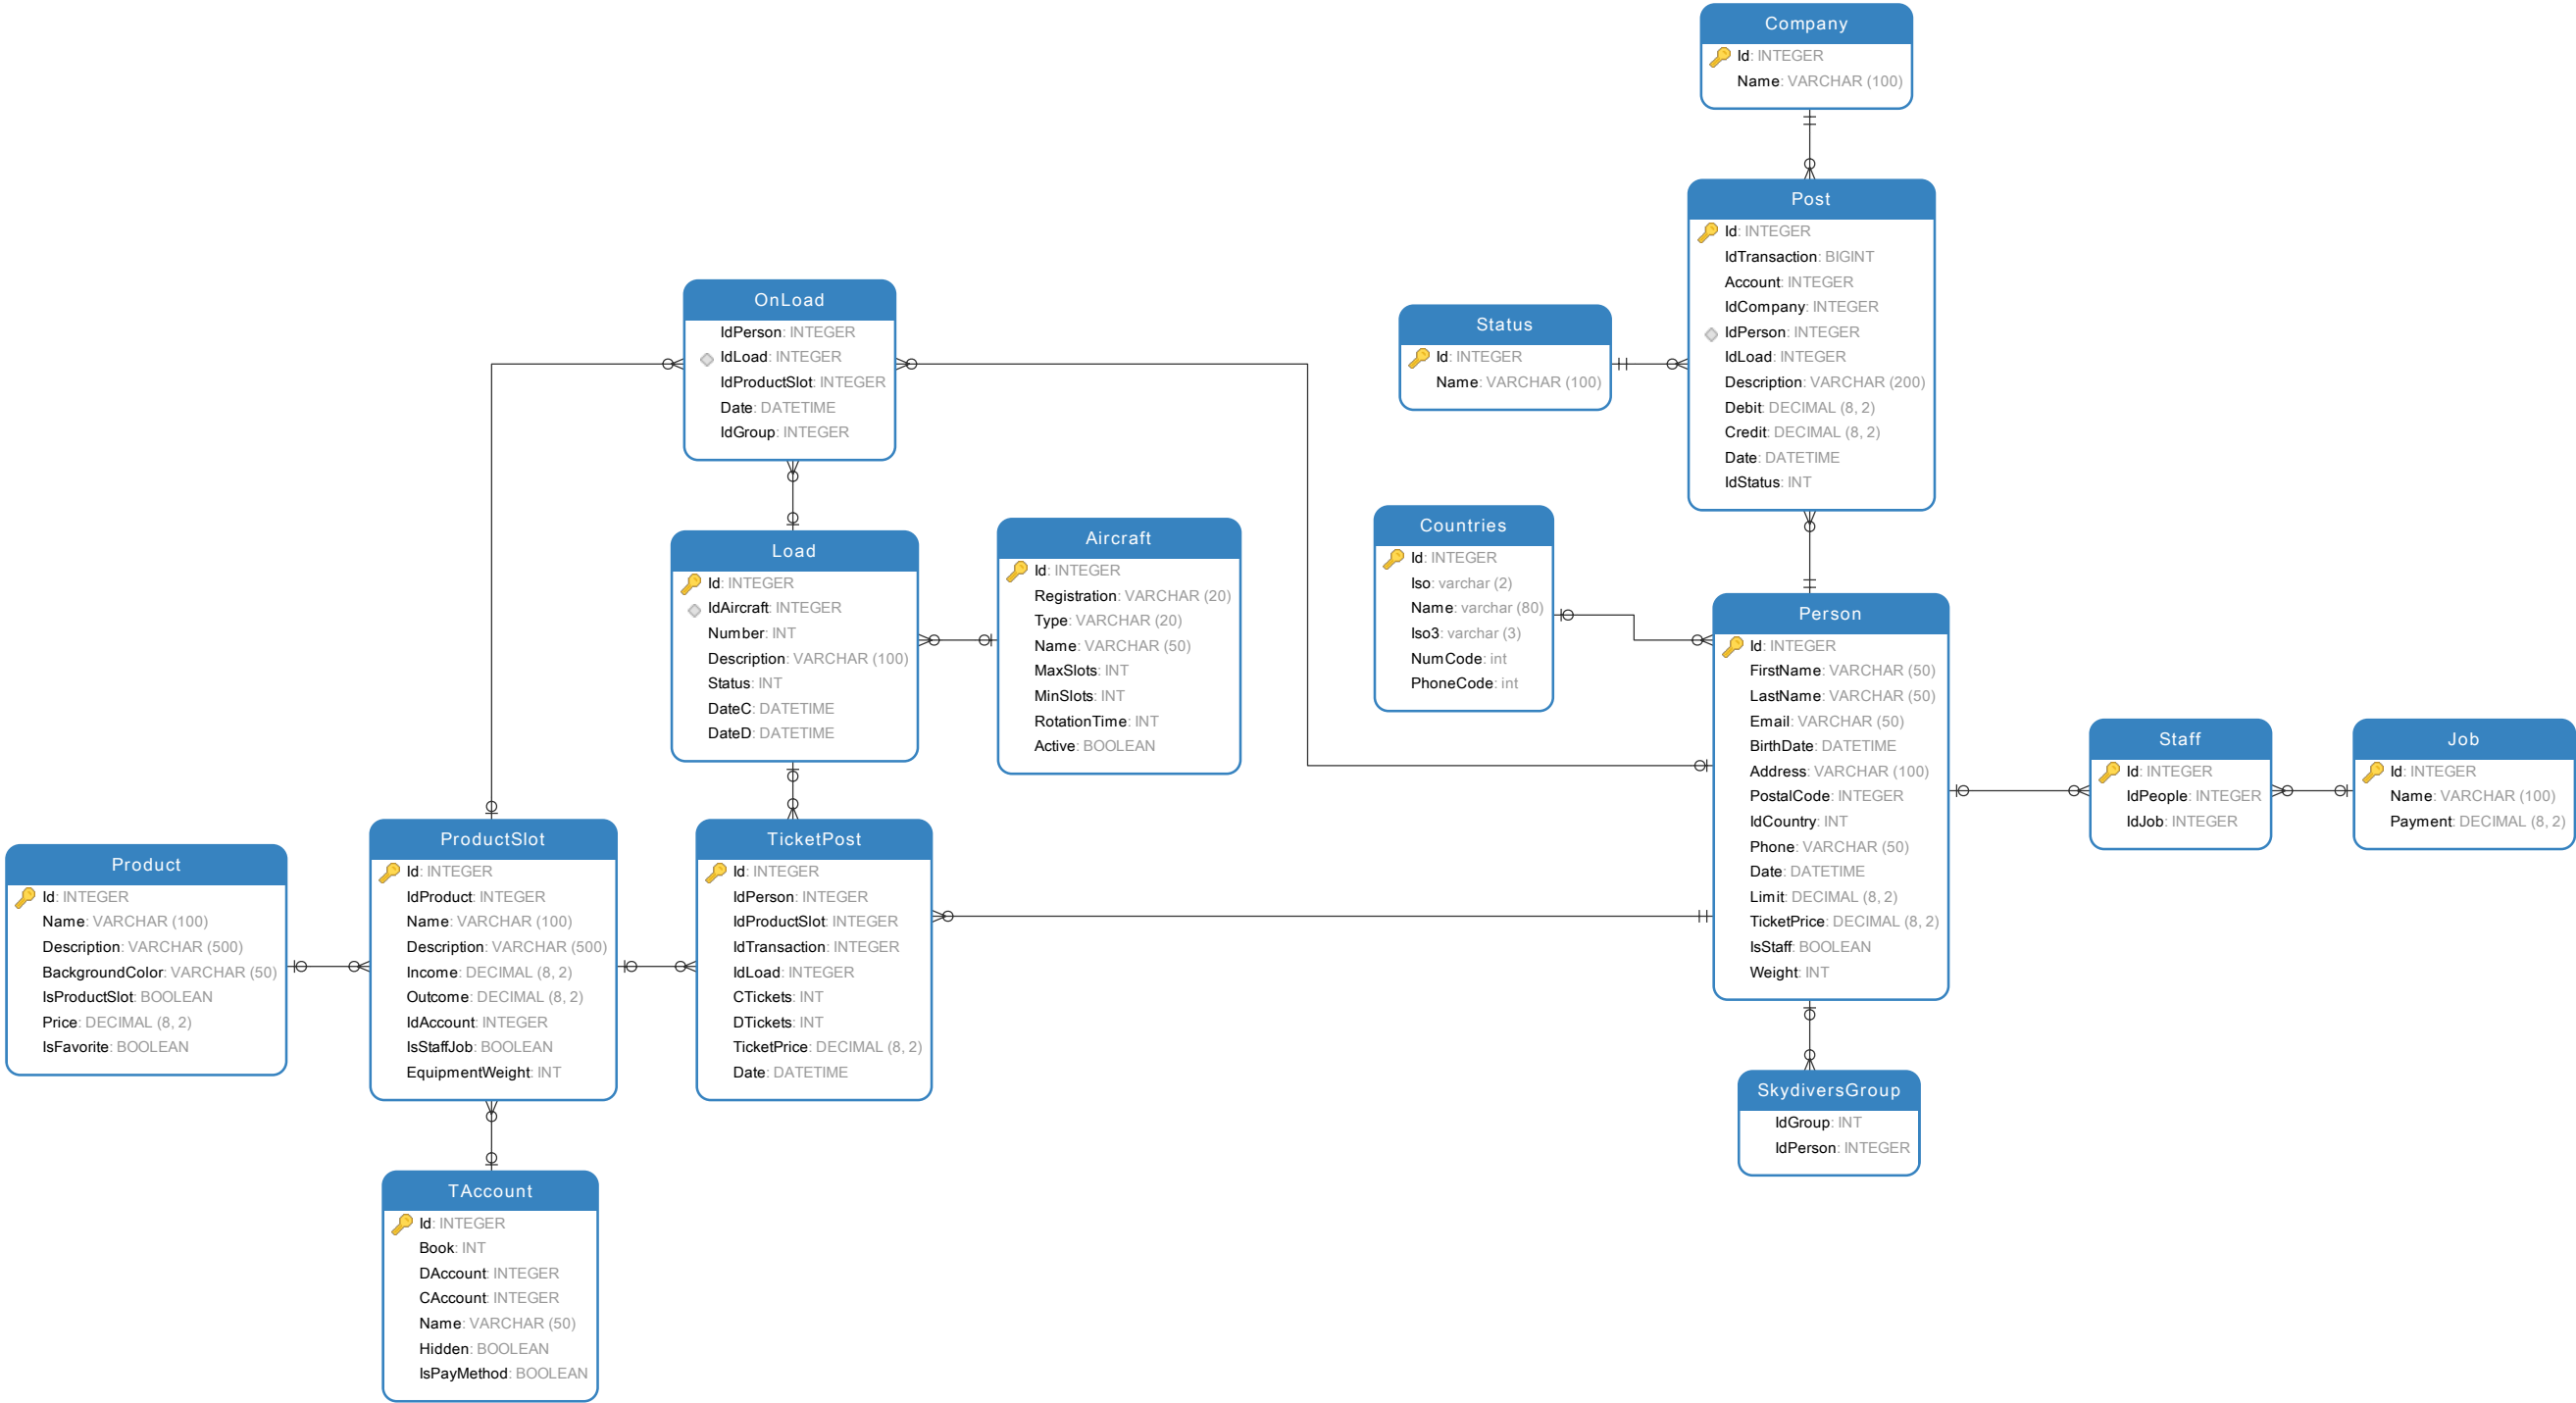 Company
Id: INTEGER
Name: VARCHAR (100)
Post
Id: INTEGER
IdTransaction: BIGINT
Account: INTEGER
IdCompany: INTEGER
IdPerson: INTEGER
IdLoad: INTEGER
Description: VARCHAR (200)
Debit: DECIMAL (8, 2)
Credit: DECIMAL (8, 2)
Date: DATETIME
IdStatus: INT
OnLoad
IdPerson: INTEGER
IdLoad: INTEGER
IdProductSlot: INTEGER
Date: DATETIME
IdGroup: INTEGER
Status
Id: INTEGER
Name: VARCHAR (100)
Load
Id: INTEGER
IdAircraft: INTEGER
Number: INT
Description: VARCHAR (100)
Status: INT
DateC: DATETIME
DateD: DATETIME
Aircraft
Id: INTEGER
Registration: VARCHAR (20)
Type: VARCHAR (20)
Name: VARCHAR (50)
MaxSlots: INT
MinSlots: INT
RotationTime: INT
Active: BOOLEAN
Countries
Id: INTEGER
Iso: varchar (2)
Name: varchar (80)
Iso3: varchar (3)
NumCode: int
PhoneCode: int
Person
Id: INTEGER
FirstName: VARCHAR (50)
LastName: VARCHAR (50)
Email: VARCHAR (50)
BirthDate: DATETIME
Address: VARCHAR (100)
PostalCode: INTEGER
IdCountry: INT
Phone: VARCHAR (50)
Date: DATETIME
Limit: DECIMAL (8, 2)
TicketPrice: DECIMAL (8, 2)
IsStaff: BOOLEAN
Weight: INT
Staff
Id: INTEGER
IdPeople: INTEGER
IdJob: INTEGER
Job
Id: INTEGER
Name: VARCHAR (100)
Payment: DECIMAL (8, 2)
Product
Id: INTEGER
Name: VARCHAR (100)
Description: VARCHAR (500)
BackgroundColor: VARCHAR (50)
IsProductSlot: BOOLEAN
Price: DECIMAL (8, 2)
IsFavorite: BOOLEAN
ProductSlot
Id: INTEGER
IdProduct: INTEGER
Name: VARCHAR (100)
Description: VARCHAR (500)
Income: DECIMAL (8, 2)
Outcome: DECIMAL (8, 2)
IdAccount: INTEGER
IsStaffJob: BOOLEAN
EquipmentWeight: INT
TicketPost
Id: INTEGER
IdPerson: INTEGER
IdProductSlot: INTEGER
IdTransaction: INTEGER
IdLoad: INTEGER
CTickets: INT
DTickets: INT
TicketPrice: DECIMAL (8, 2)
Date: DATETIME
SkydiversGroup
IdGroup: INT
IdPerson: INTEGER
TAccount
Id: INTEGER
Book: INT
DAccount: INTEGER
CAccount: INTEGER
Name: VARCHAR (50)
Hidden: BOOLEAN
IsPayMethod: BOOLEAN